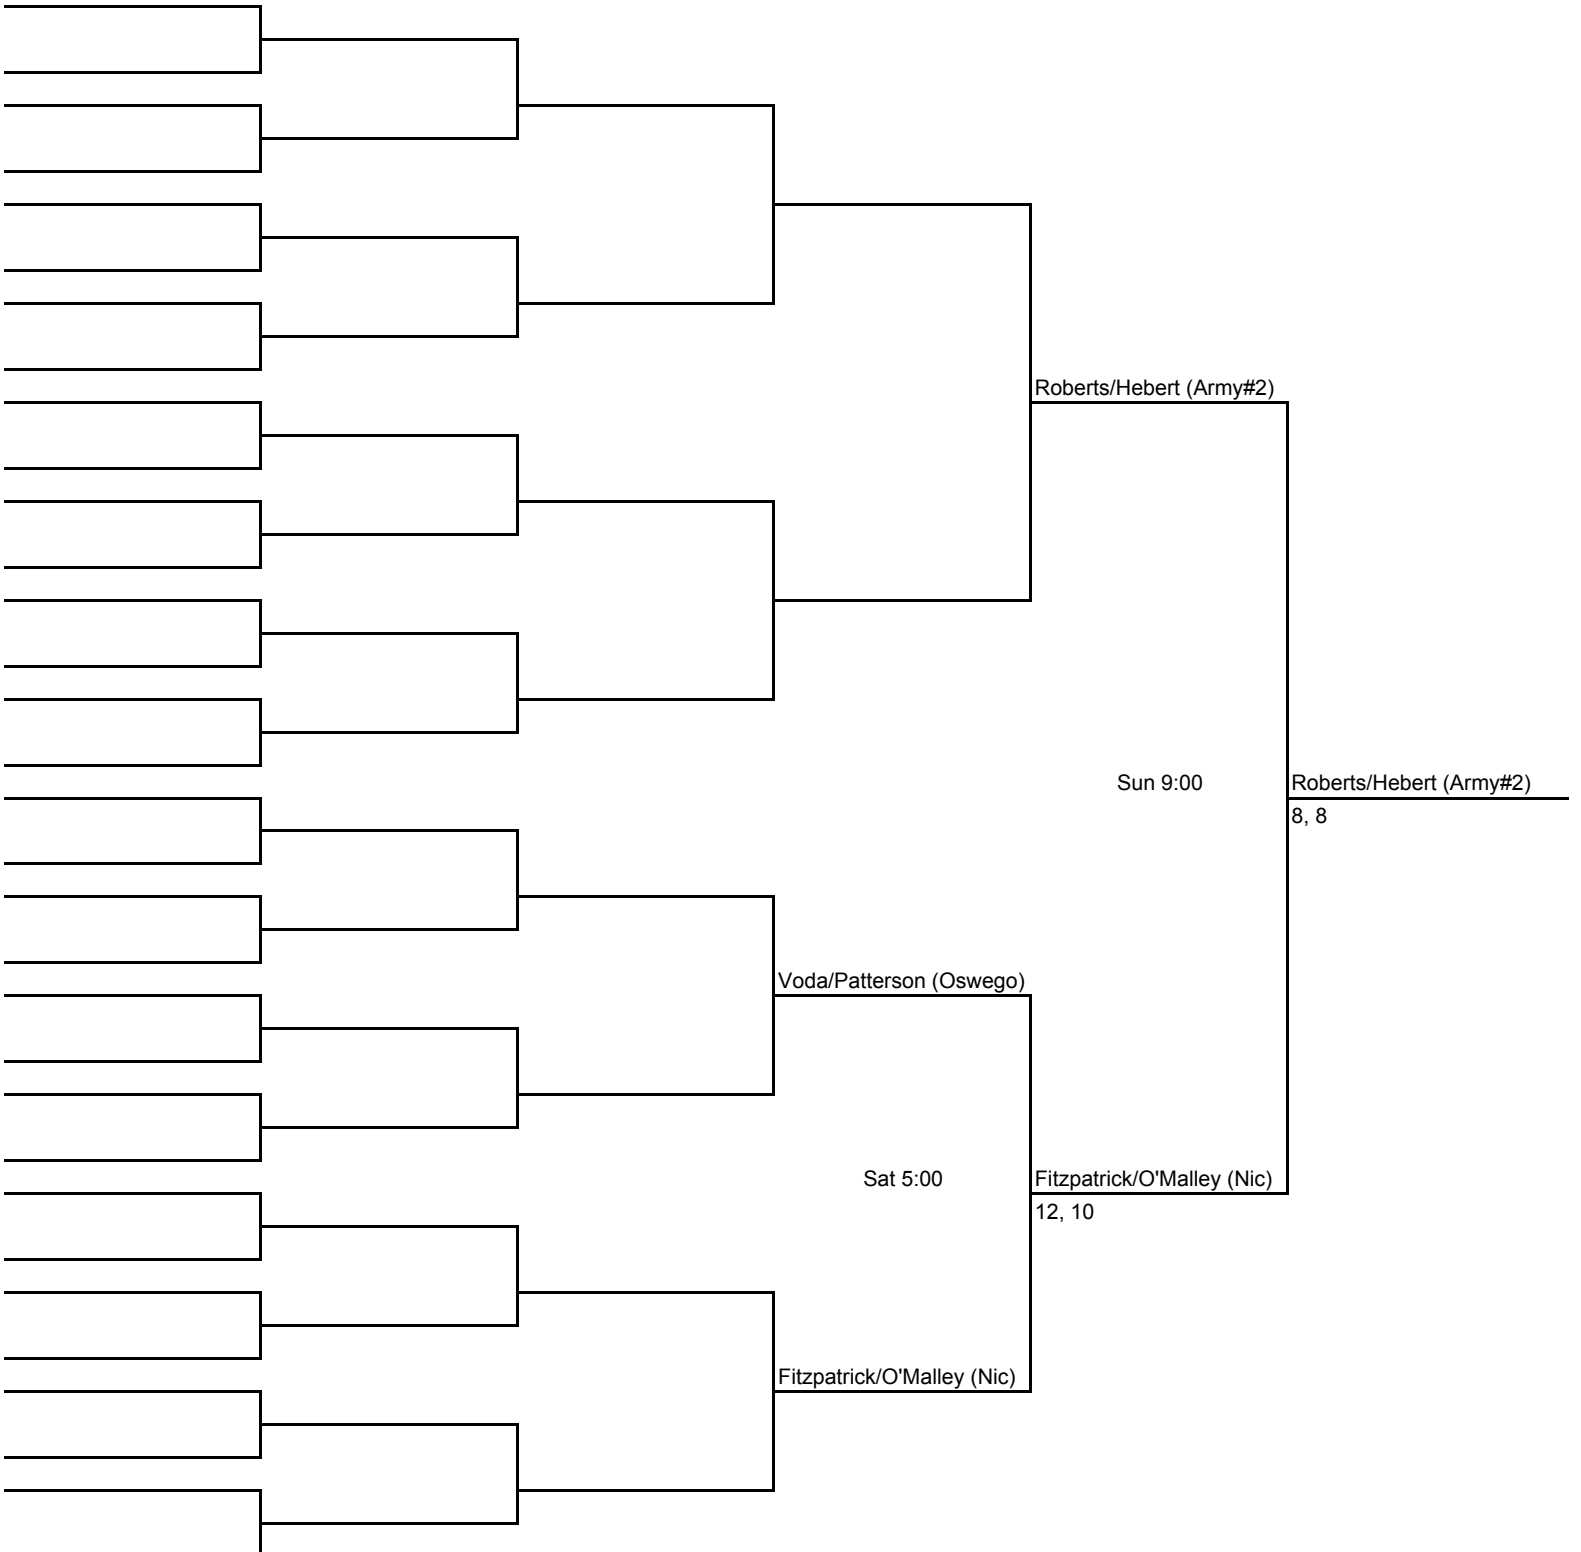 Roberts/Hebert (Army#2)
Sun 9:00
Roberts/Hebert (Army#2)
8, 8
Voda/Patterson (Oswego)
Sat 5:00
Fitzpatrick/O'Malley (Nic)
12, 10
Fitzpatrick/O'Malley (Nic)